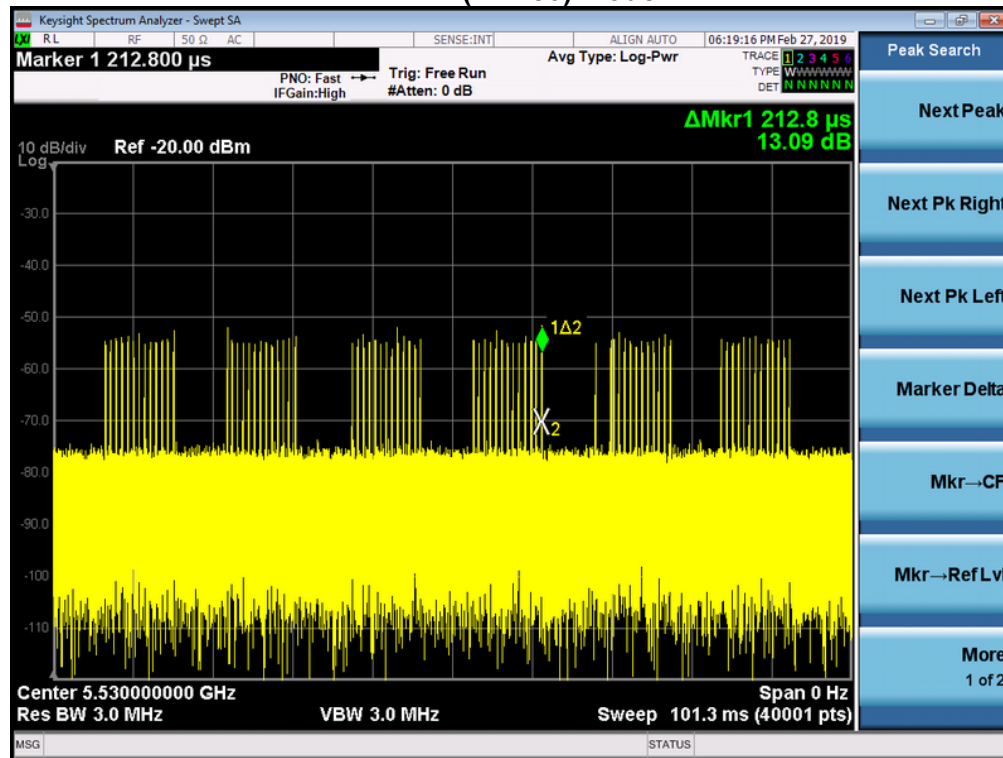 Keysight Spectrum Analyzer - Swept SA
LXI RL RF 50 Ω AC SENSE:INT ALIGN AUTO 06:19:16 PM Feb 27, 2019
Marker 1 212.800 µs
PNO: Fast
IFGain:High
Trig: Free Run
#Atten: 0 dB
Avg Type: Log-Pwr
TRACE 1 2 3 4 5 6
TYPE W
DET N N N N N N
ΔMkr1 212.8 µs
13.09 dB
10 dB/div Ref -20.00 dBm
Log
-30.0
-40.0
-50.0
1Δ2
-60.0
-70.0
X2
-80.0
-90.0
-100
-110
Center 5.530000000 GHz Span 0 Hz
Res BW 3.0 MHz VBW 3.0 MHz Sweep 101.3 ms (40001 pts)
MSG STATUS
Peak Search
Next Peak
Next Pk Right
Next Pk Left
Marker Delta
Mkr→CF
Mkr→Ref Lvl
More
1 of 2